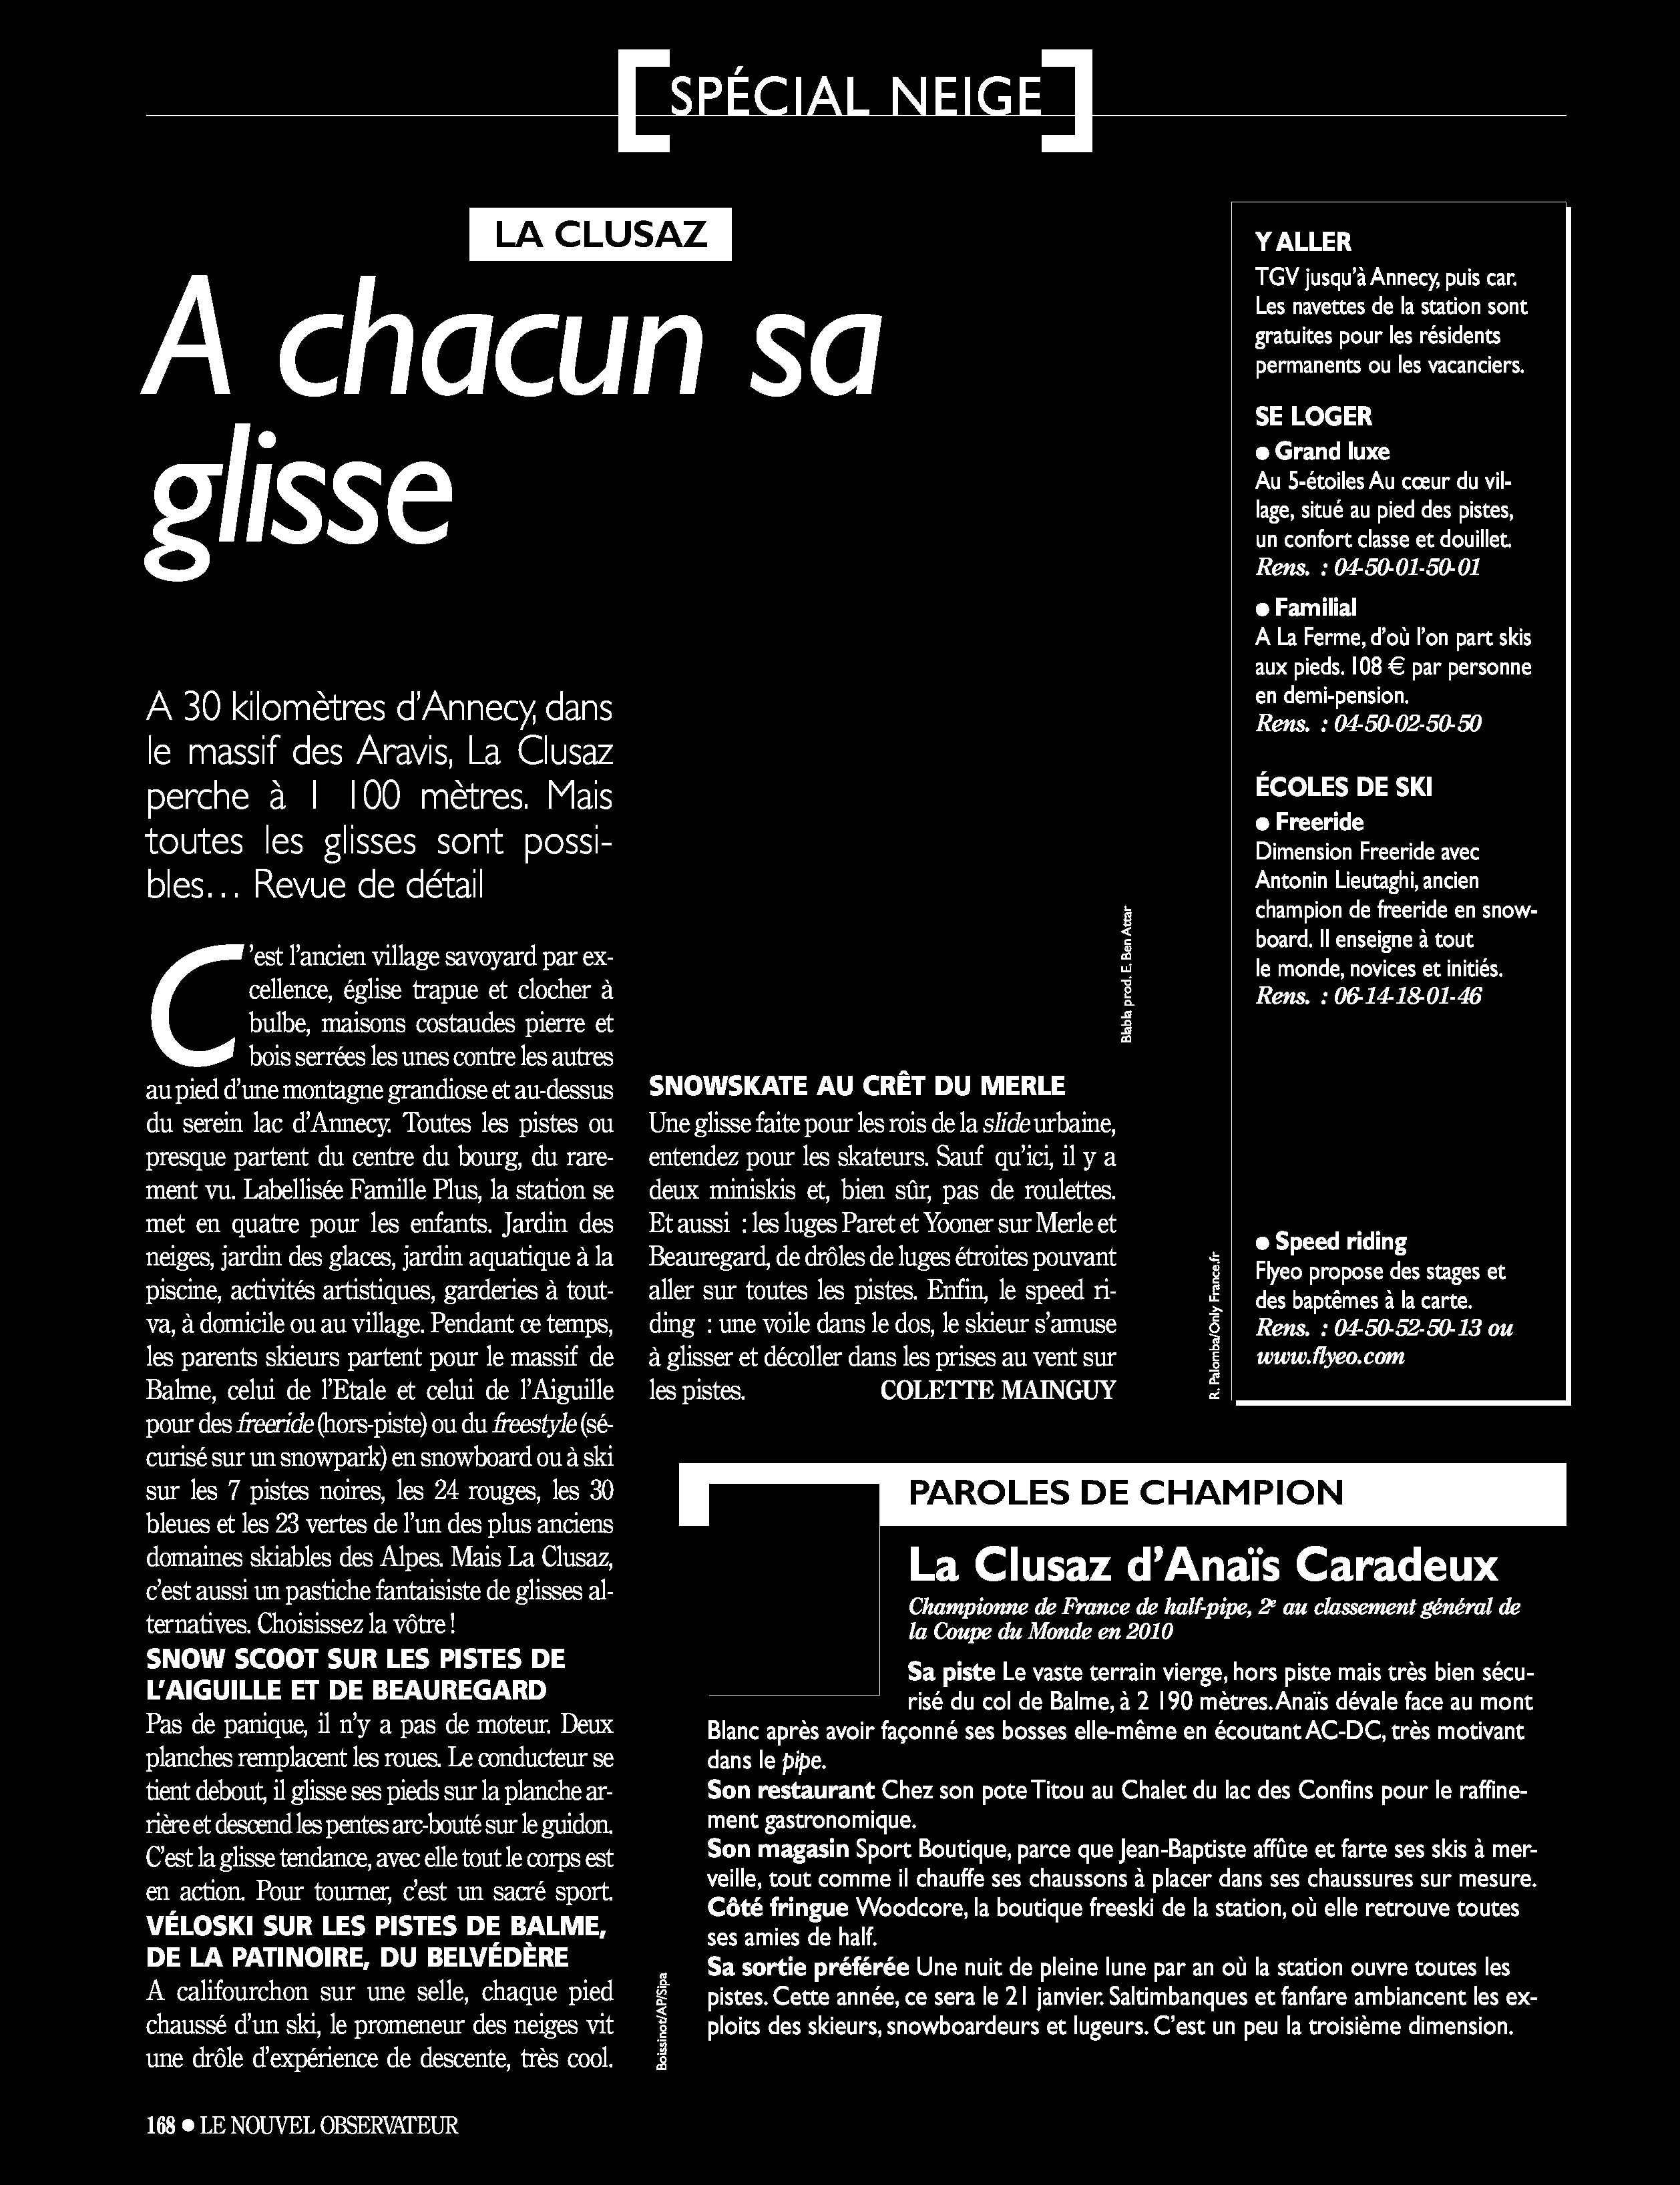 SPÉCIAL NEIGE
LA CLUSAZ
A chacun sa
glisse
A 30 kilomètres d'Annecy, dans
le massif des Aravis, La Clusaz
perche à 1 100 mètres. Mais
toutes les glisses sont possi-
bles… Revue de détail
C'est l'ancien village savoyard par ex-
cellence, église trapue et clocher à
bulbe, maisons costaudes pierre et
bois serrées les unes contre les autres
au pied d'une montagne grandiose et au-dessus
du serein lac d'Annecy. Toutes les pistes ou
presque partent du centre du bourg, du rare-
ment vu. Labellisée Famille Plus, la station se
met en quatre pour les enfants. Jardin des
neiges, jardin des glaces, jardin aquatique à la
piscine, activités artistiques, garderies à tout-
va, à domicile ou au village. Pendant ce temps,
les parents skieurs partent pour le massif de
Balme, celui de l'Etale et celui de l'Aiguille
pour des freeride (hors-piste) ou du freestyle (sé-
curisé sur un snowpark) en snowboard ou à ski
sur les 7 pistes noires, les 24 rouges, les 30
bleues et les 23 vertes de l'un des plus anciens
domaines skiables des Alpes. Mais La Clusaz,
c'est aussi un pastiche fantaisiste de glisses al-
ternatives. Choisissez la vôtre !
SNOW SCOOT SUR LES PISTES DE
L'AIGUILLE ET DE BEAUREGARD
Pas de panique, il n'y a pas de moteur. Deux
planches remplacent les roues. Le conducteur se
tient debout, il glisse ses pieds sur la planche ar-
rière et descend les pentes arc-bouté sur le guidon.
C'est la glisse tendance, avec elle tout le corps est
en action. Pour tourner, c'est un sacré sport.
VÉLOSKI SUR LES PISTES DE BALME,
DE LA PATINOIRE, DU BELVÉDÈRE
A califourchon sur une selle, chaque pied
chaussé d'un ski, le promeneur des neiges vit
une drôle d'expérience de descente, très cool.
Blabla prod. E. Ben Attar
SNOWSKATE AU CRÊT DU MERLE
Une glisse faite pour les rois de la slide urbaine,
entendez pour les skateurs. Sauf qu'ici, il y a
deux miniskis et, bien sûr, pas de roulettes.
Et aussi : les luges Paret et Yooner sur Merle et
Beauregard, de drôles de luges étroites pouvant
aller sur toutes les pistes. Enfin, le speed ri-
ding : une voile dans le dos, le skieur s'amuse
à glisser et décoller dans les prises au vent sur
les pistes. COLETTE MAINGUY
Y ALLER
TGV jusqu'à Annecy, puis car.
Les navettes de la station sont
gratuites pour les résidents
permanents ou les vacanciers.
SE LOGER
● Grand luxe
Au 5-étoiles Au cœur du vil-
lage, situé au pied des pistes,
un confort classe et douillet.
Rens. : 04-50-01-50-01
● Familial
A La Ferme, d'où l'on part skis
aux pieds. 108 € par personne
en demi-pension.
Rens. : 04-50-02-50-50
ÉCOLES DE SKI
● Freeride
Dimension Freeride avec
Antonin Lieutaghi, ancien
champion de freeride en snow-
board. Il enseigne à tout
le monde, novices et initiés.
Rens. : 06-14-18-01-46
R. Palomba/Only France.fr
● Speed riding
Flyeo propose des stages et
des baptêmes à la carte.
Rens. : 04-50-52-50-13 ou
www.flyeo.com
PAROLES DE CHAMPION
La Clusaz d'Anaïs Caradeux
Championne de France de half-pipe, 2e au classement général de
la Coupe du Monde en 2010
Sa piste Le vaste terrain vierge, hors piste mais très bien sécu-
risé du col de Balme, à 2 190 mètres. Anaïs dévale face au mont
Blanc après avoir façonné ses bosses elle-même en écoutant AC-DC, très motivant
dans le pipe.
Son restaurant Chez son pote Titou au Chalet du lac des Confins pour le raffine-
ment gastronomique.
Son magasin Sport Boutique, parce que Jean-Baptiste affûte et farte ses skis à mer-
veille, tout comme il chauffe ses chaussons à placer dans ses chaussures sur mesure.
Côté fringue Woodcore, la boutique freeski de la station, où elle retrouve toutes
ses amies de half.
Sa sortie préférée Une nuit de pleine lune par an où la station ouvre toutes les
pistes. Cette année, ce sera le 21 janvier. Saltimbanques et fanfare ambiancent les ex-
ploits des skieurs, snowboardeurs et lugeurs. C'est un peu la troisième dimension.
Boissinot/AP/Sipa
168 ● LE NOUVEL OBSERVATEUR